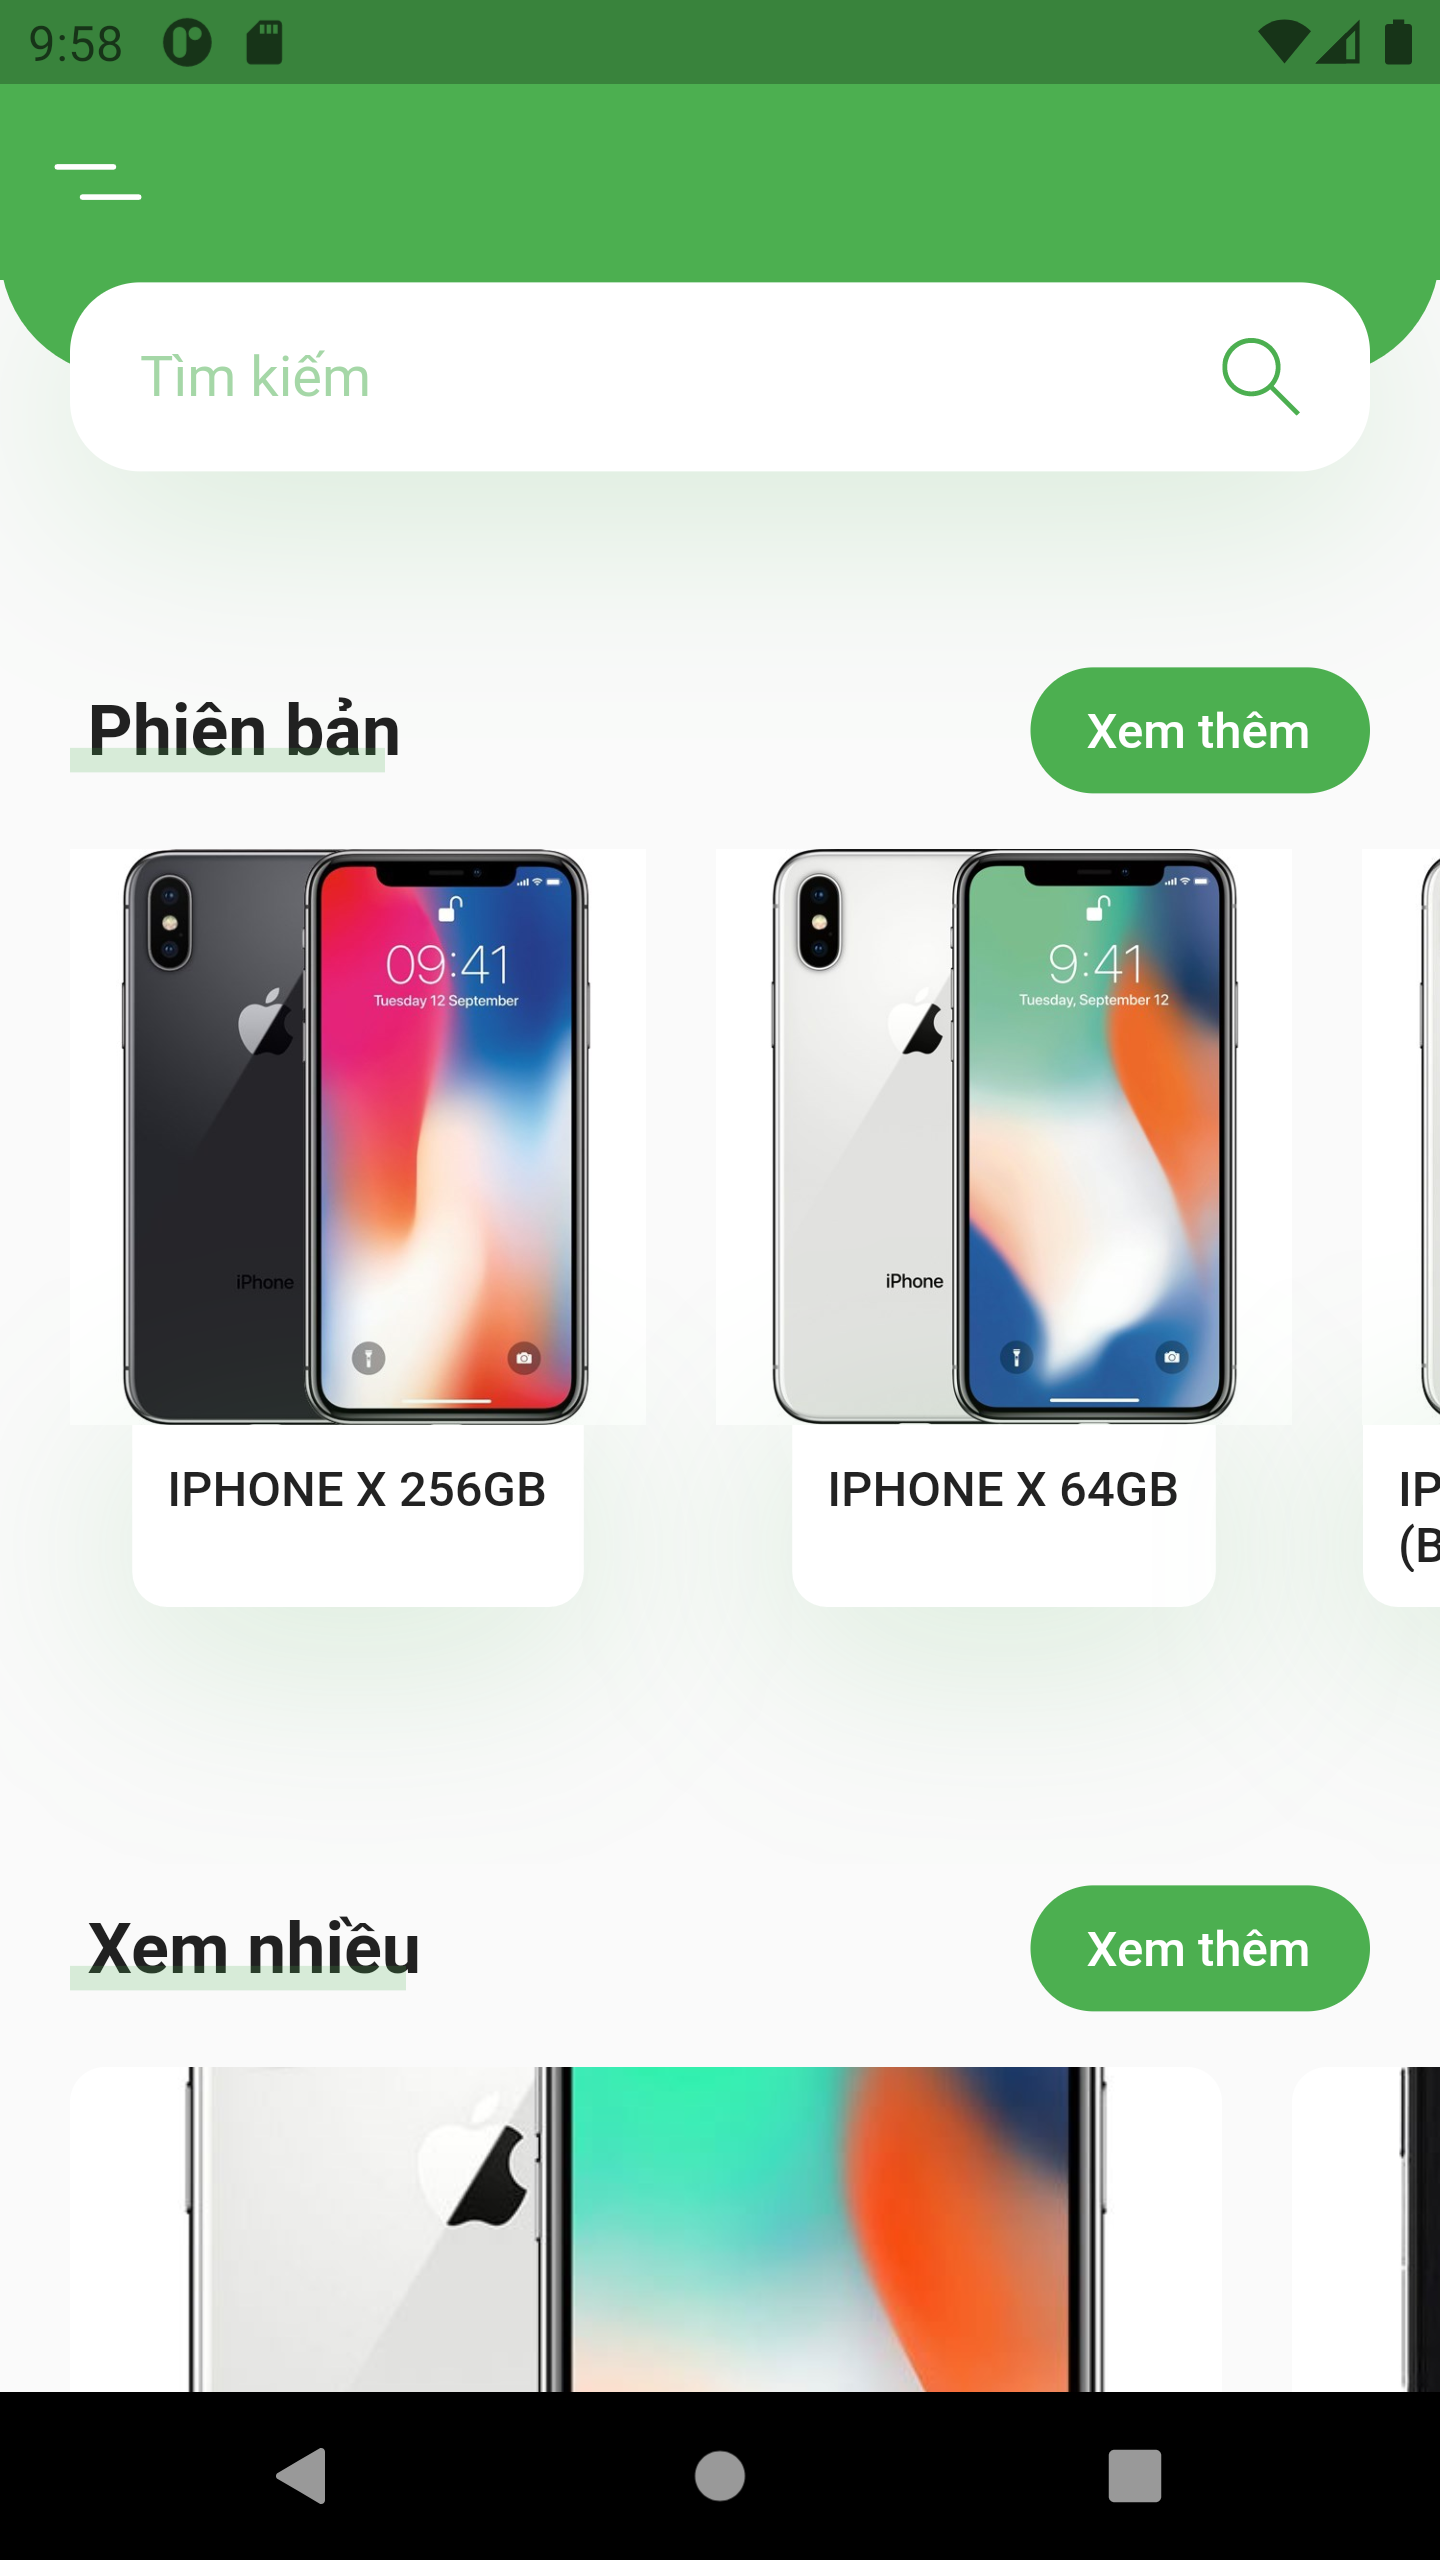 9:58
Tìm kiếm
Phiên bản
Xem thêm
09:41
Tuesday 12 September
iPhone
9:41
Tuesday, September 12
iPhone
IPHONE X 256GB
IPHONE X 64GB
IP
(B
Xem nhiều
Xem thêm